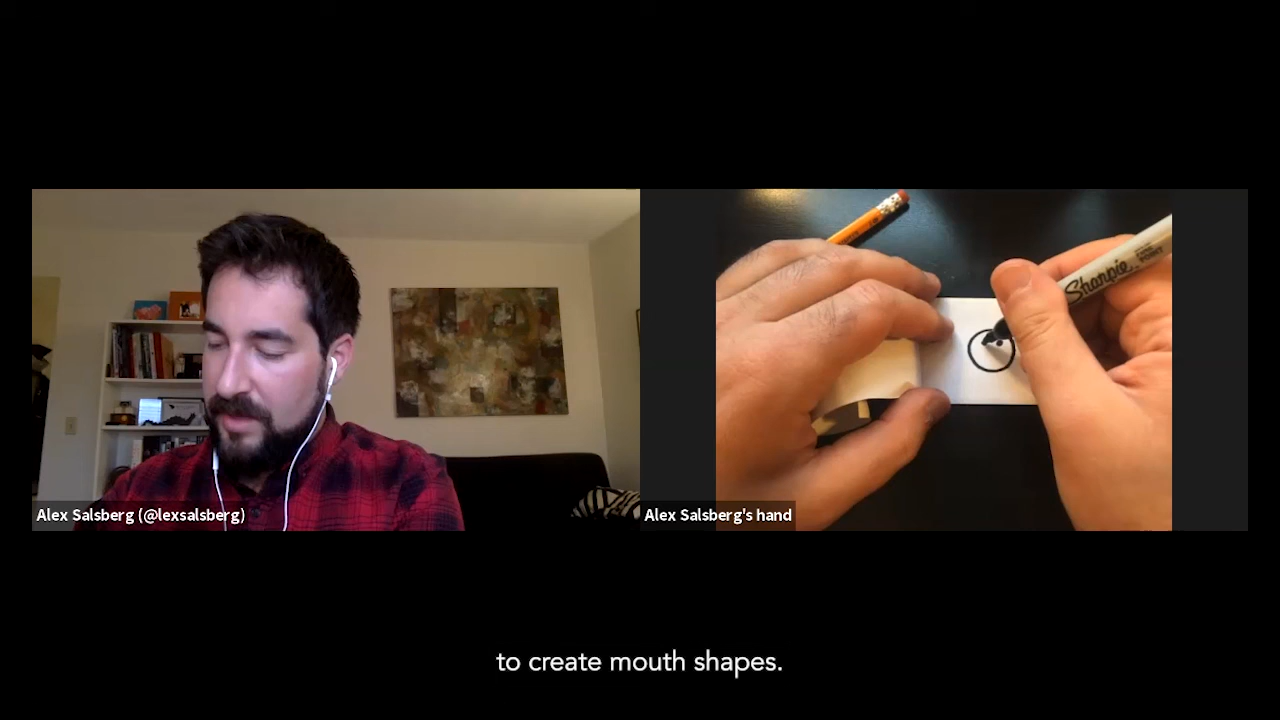 Sharpie
Alex Salsberg (@lexsalsberg)
Alex Salsberg's hand
to create mouth shapes.